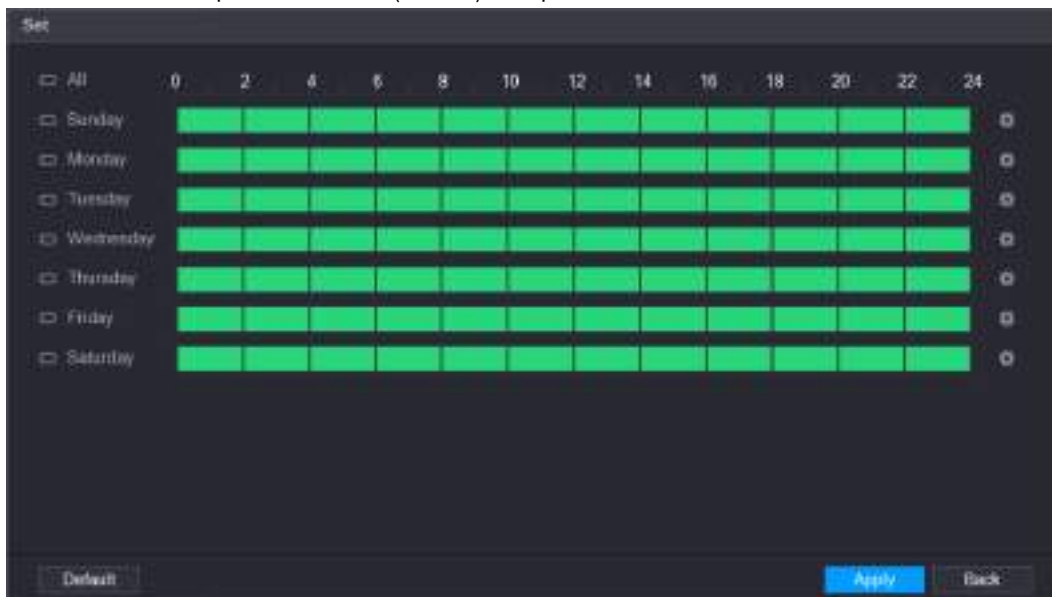 Set
All 0 2 4 6 8 10 12 14 16 18 20 22 24
Sunday
Monday
Tuesday
Wednesday
Thursday
Friday
Saturday
Default Apply Back